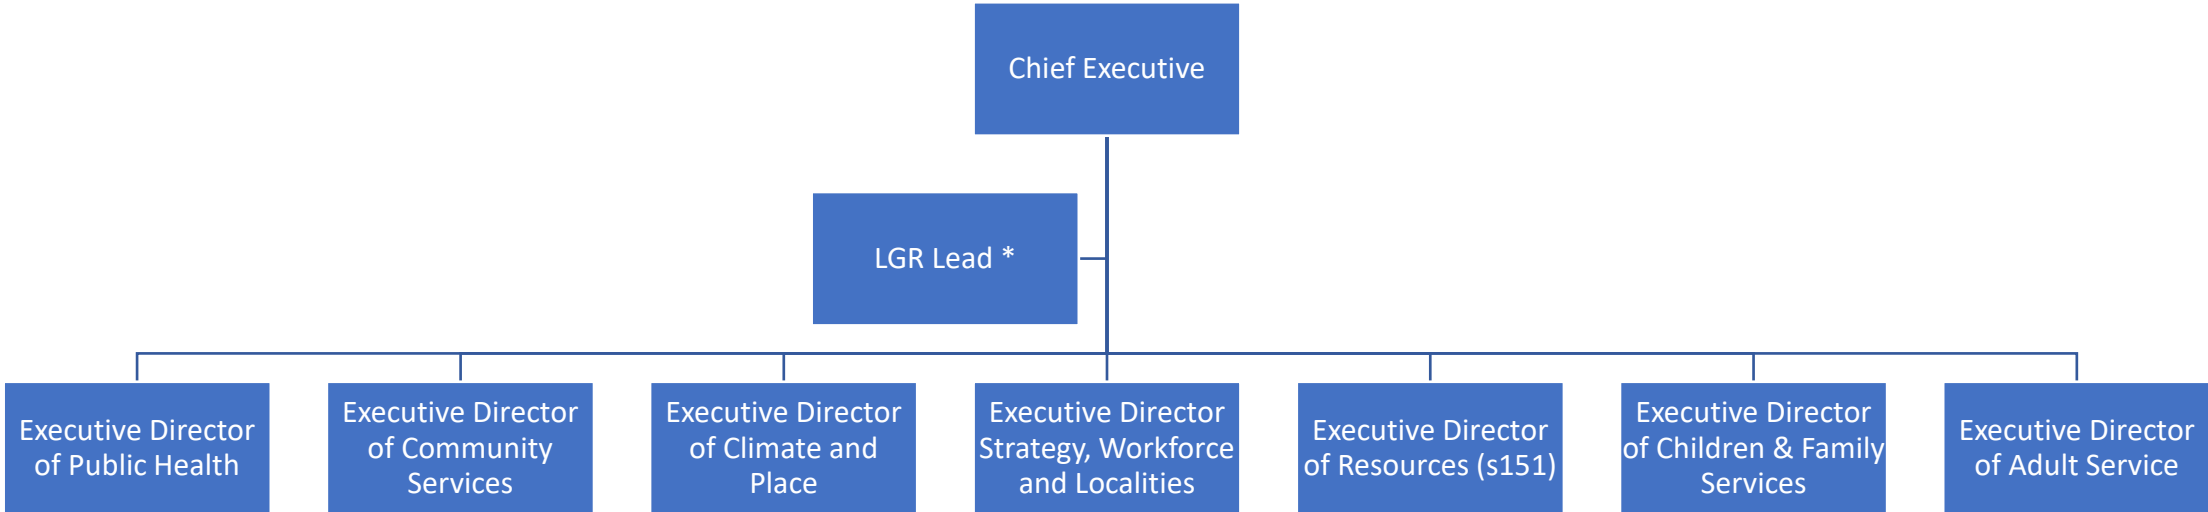 Chief Executive
LGR Lead *
Executive Director
of Public Health
Executive Director
of Community
Services
Executive Director
of Climate and
Place
Executive Director
Strategy, Workforce
and Localities
Executive Director
of Resources (s151)
Executive Director
of Children & Family
Services
Executive Director
of Adult Service